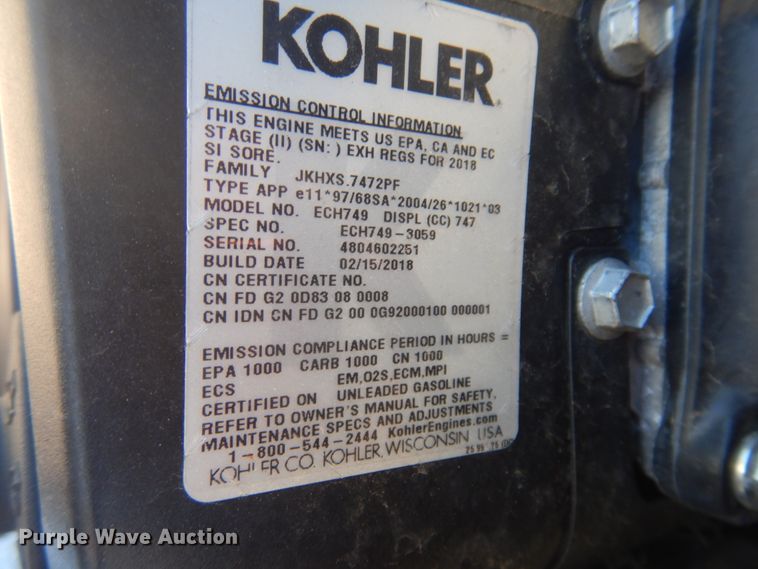 KOHLER
EMISSION CONTROL INFORMATION
THIS ENGINE MEETS US EPA, CA AND EC
STAGE (II) (SN: ) EXH REGS FOR 2018
SI SORE.
FAMILY JKHXS.7472PF
TYPE APP e11*97/68SA*2004/26*1021*03
MODEL NO. ECH749 DISPL (CC) 747
SPEC NO. ECH749-3059
SERIAL NO. 4804602251
BUILD DATE 02/15/2018
CN CERTIFICATE NO.
CN FD G2 0D83 08 0008
CN IDN CN FD G2 00 0G92000100 000001
EMISSION COMPLIANCE PERIOD IN HOURS =
EPA 1000 CARB 1000 CN 1000
ECS EM,O2S,ECM,MPI
CERTIFIED ON UNLEADED GASOLINE
REFER TO OWNER'S MANUAL FOR SAFETY,
MAINTENANCE SPECS AND ADJUSTMENTS
1-800-544-2444 KohlerEngines.com
KOHLER CO. KOHLER, WISCONSIN USA
Purple Wave Auction